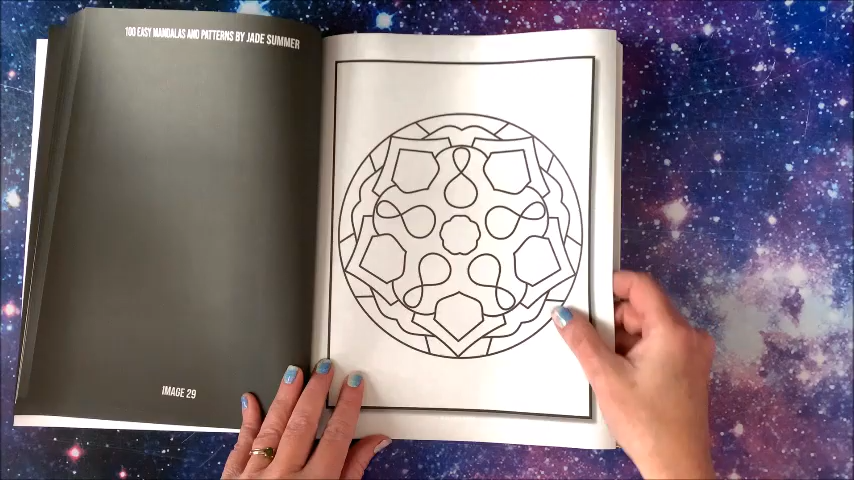 100 EASY MANDALAS AND PATTERNS BY JADE SUMMER
IMAGE 29